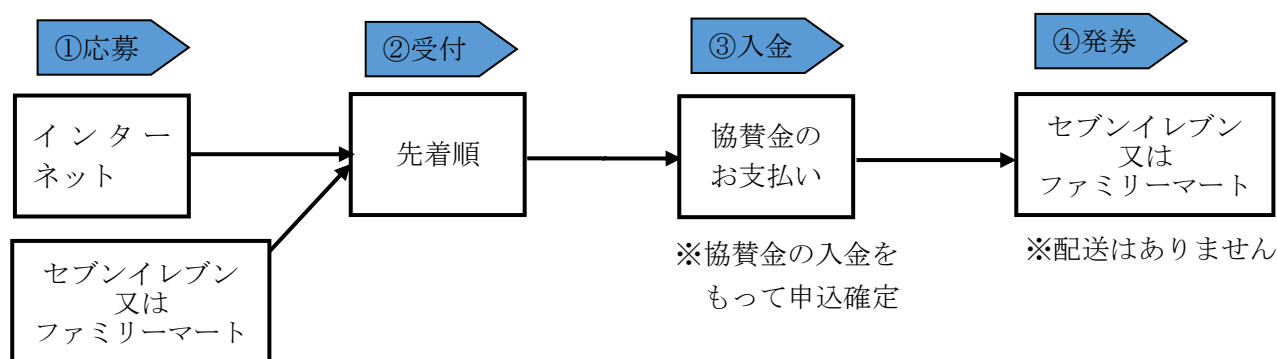 ①応募
②受付
③入金
④発券
インター
ネット
セブンイレブン
又は
ファミリーマート
先着順
協賛金の
お支払い
※協賛金の入金を
もって申込確定
セブンイレブン
又は
ファミリーマート
※配送はありません